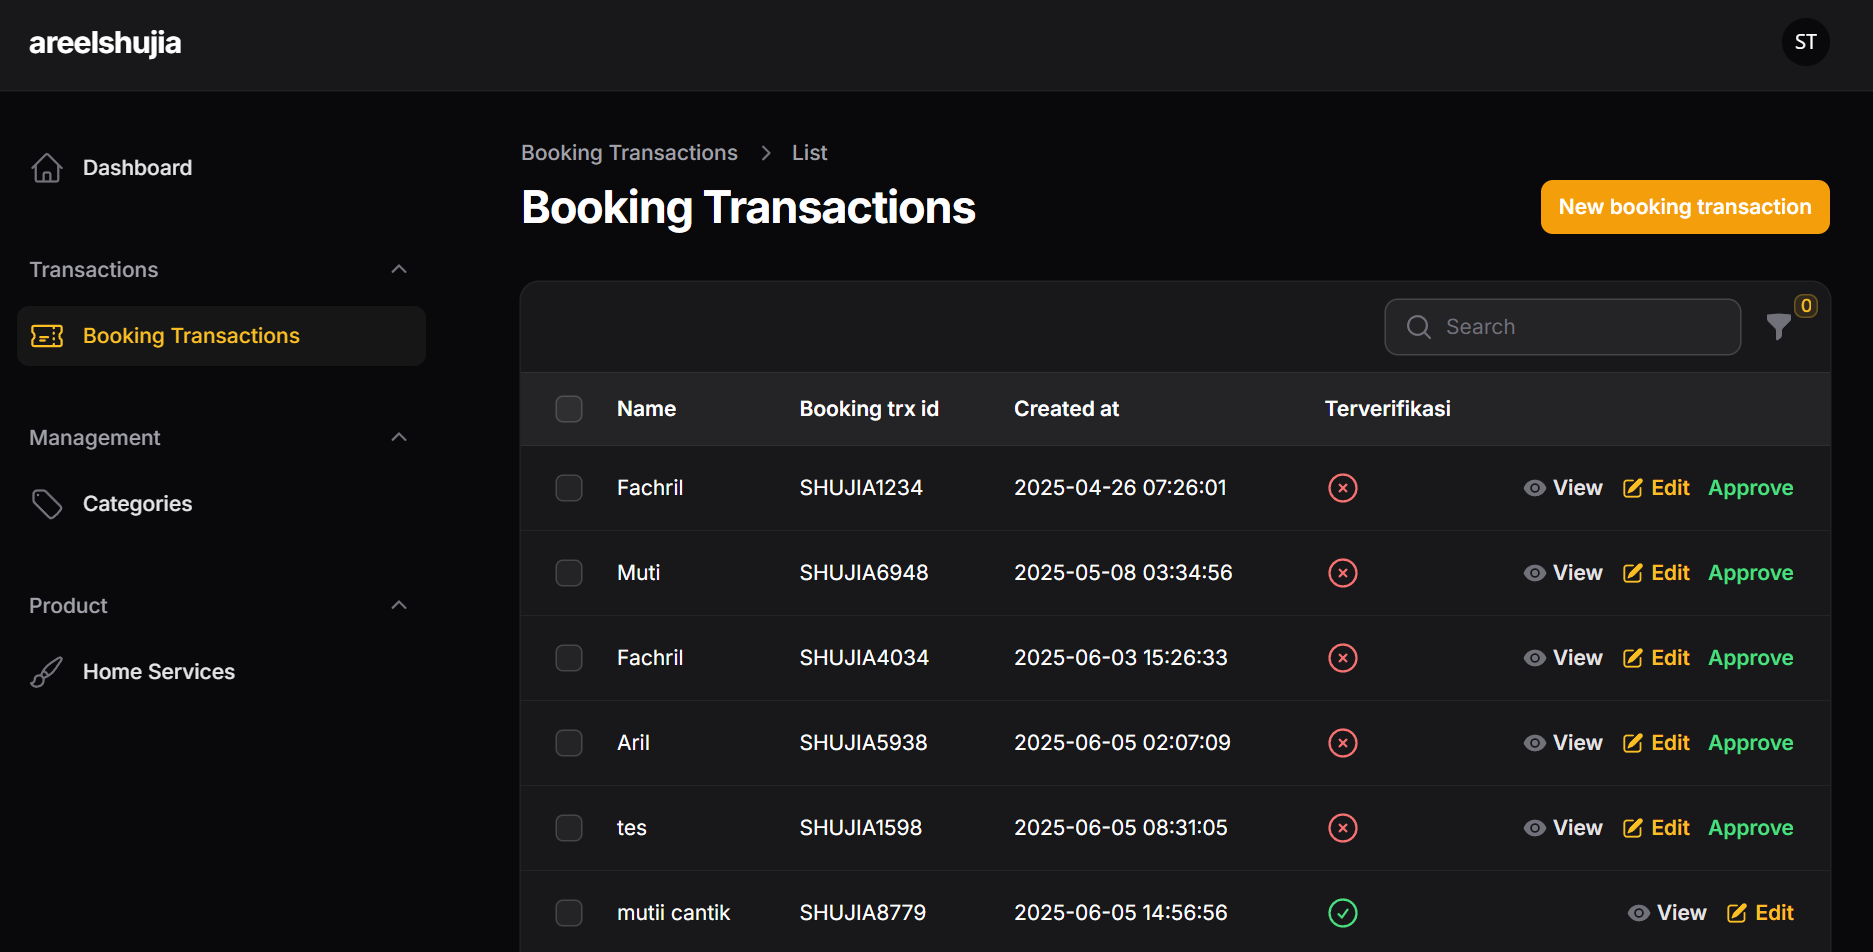 areelshujia
ST
Dashboard
Transactions
Booking Transactions
Management
Categories
Product
Home Services
Booking Transactions > List
Booking Transactions
New booking transaction
Search
0
Name Booking trx id Created at Terverifikasi
Fachril SHUJIA1234 2025-04-26 07:26:01 View Edit Approve
Muti SHUJIA6948 2025-05-08 03:34:56 View Edit Approve
Fachril SHUJIA4034 2025-06-03 15:26:33 View Edit Approve
Aril SHUJIA5938 2025-06-05 02:07:09 View Edit Approve
tes SHUJIA1598 2025-06-05 08:31:05 View Edit Approve
mutii cantik SHUJIA8779 2025-06-05 14:56:56 View Edit